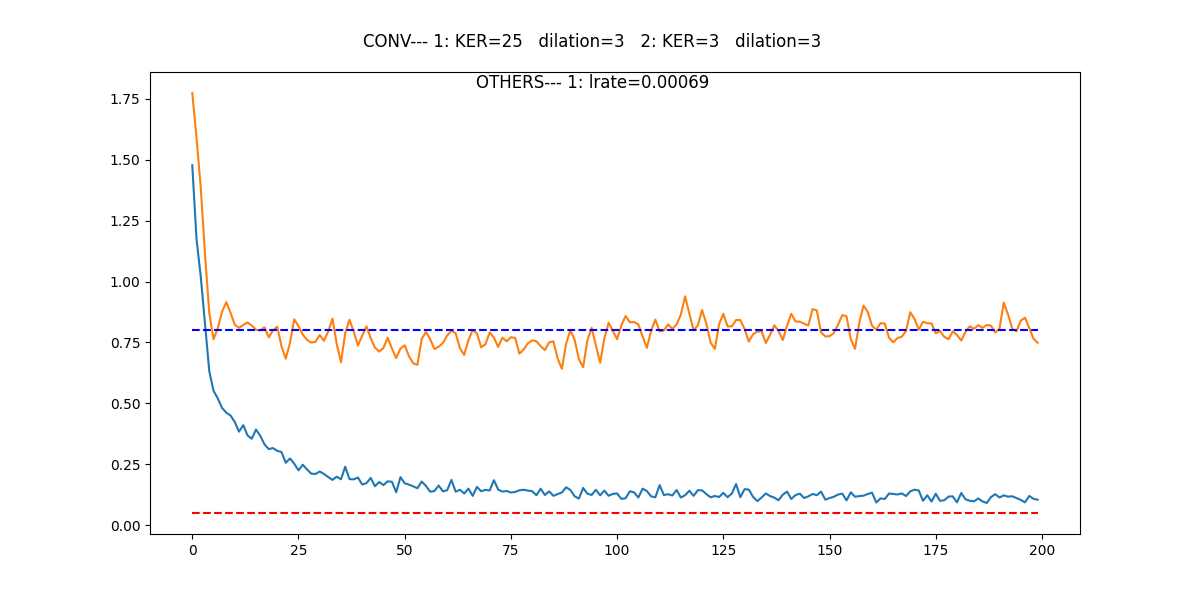 CONV--- 1: KER=25   dilation=3   2: KER=3   dilation=3
OTHERS--- 1: lrate=0.00069
1.75
1.50
1.25
1.00
0.75
0.50
0.25
0.00
0 25 50 75 100 125 150 175 200